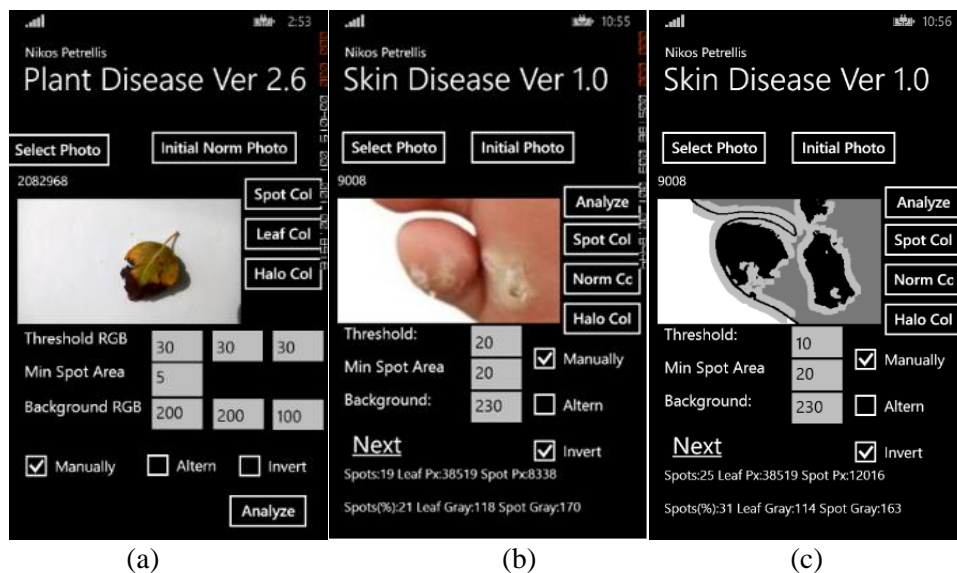 2:53
Nikos Petrellis
Plant Disease Ver 2.6
Select Photo
Initial Norm Photo
2082968
Spot Col
Leaf Col
Halo Col
Threshold RGB
30 30 30
Min Spot Area
5
Background RGB
200 200 100
Manually
Altern
Invert
Analyze
(a)
10:55
Nikos Petrellis
Skin Disease Ver 1.0
Select Photo
Initial Photo
9008
Analyze
Spot Col
Norm Cc
Halo Col
Threshold:
20
Manually
Min Spot Area
20
Background:
230
Altern
Next
Invert
Spots:19 Leaf Px:38519 Spot Px:8338
Spots(%):21 Leaf Gray:118 Spot Gray:170
(b)
10:56
Nikos Petrellis
Skin Disease Ver 1.0
Select Photo
Initial Photo
9008
Analyze
Spot Col
Norm Cc
Halo Col
Threshold:
10
Manually
Min Spot Area
20
Background:
230
Altern
Next
Invert
Spots:25 Leaf Px:38519 Spot Px:12016
Spots(%):31 Leaf Gray:114 Spot Gray:163
(c)